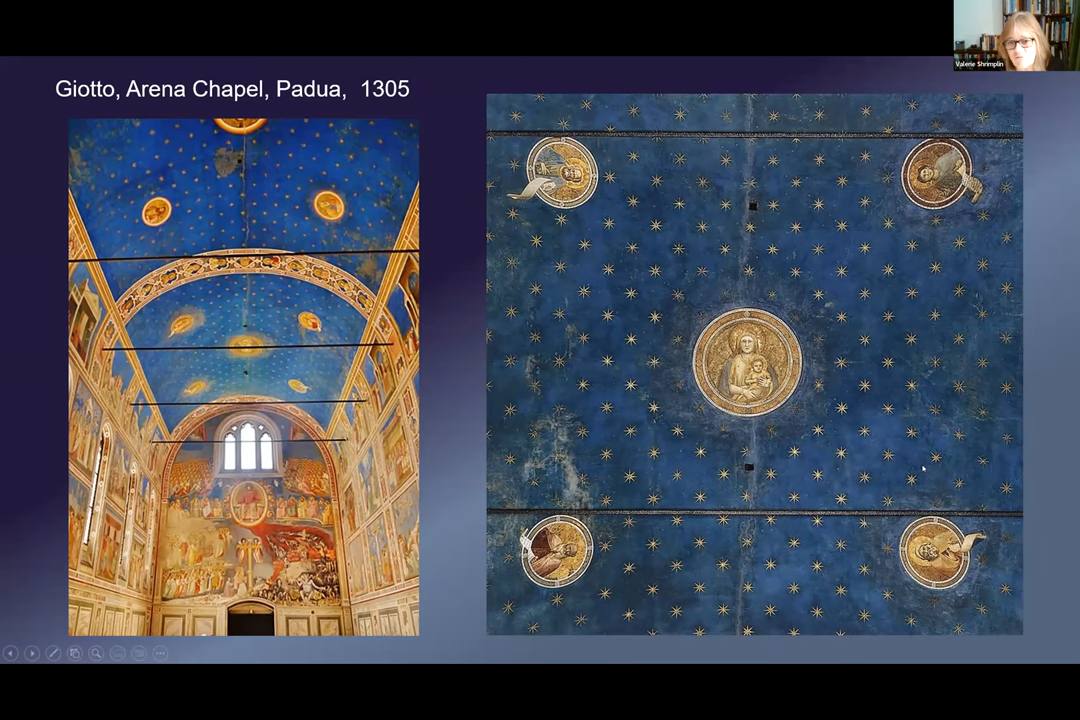 Giotto, Arena Chapel, Padua, 1305
Valerie Shrimplin